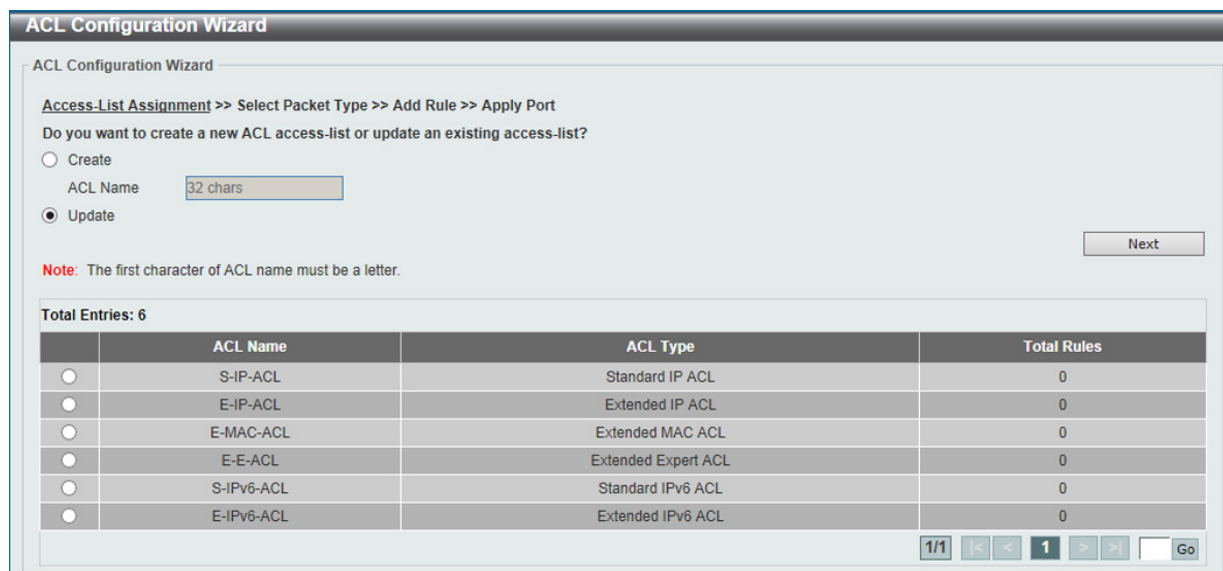 ACL Configuration Wizard
ACL Configuration Wizard
Access-List Assignment >> Select Packet Type >> Add Rule >> Apply Port
Do you want to create a new ACL access-list or update an existing access-list?
Create
ACL Name 32 chars
Update
Next
Note: The first character of ACL name must be a letter.
Total Entries: 6
ACL Name ACL Type Total Rules
S-IP-ACL Standard IP ACL 0
E-IP-ACL Extended IP ACL 0
E-MAC-ACL Extended MAC ACL 0
E-E-ACL Extended Expert ACL 0
S-IPv6-ACL Standard IPv6 ACL 0
E-IPv6-ACL Extended IPv6 ACL 0
1/1 |< < 1 > >| Go